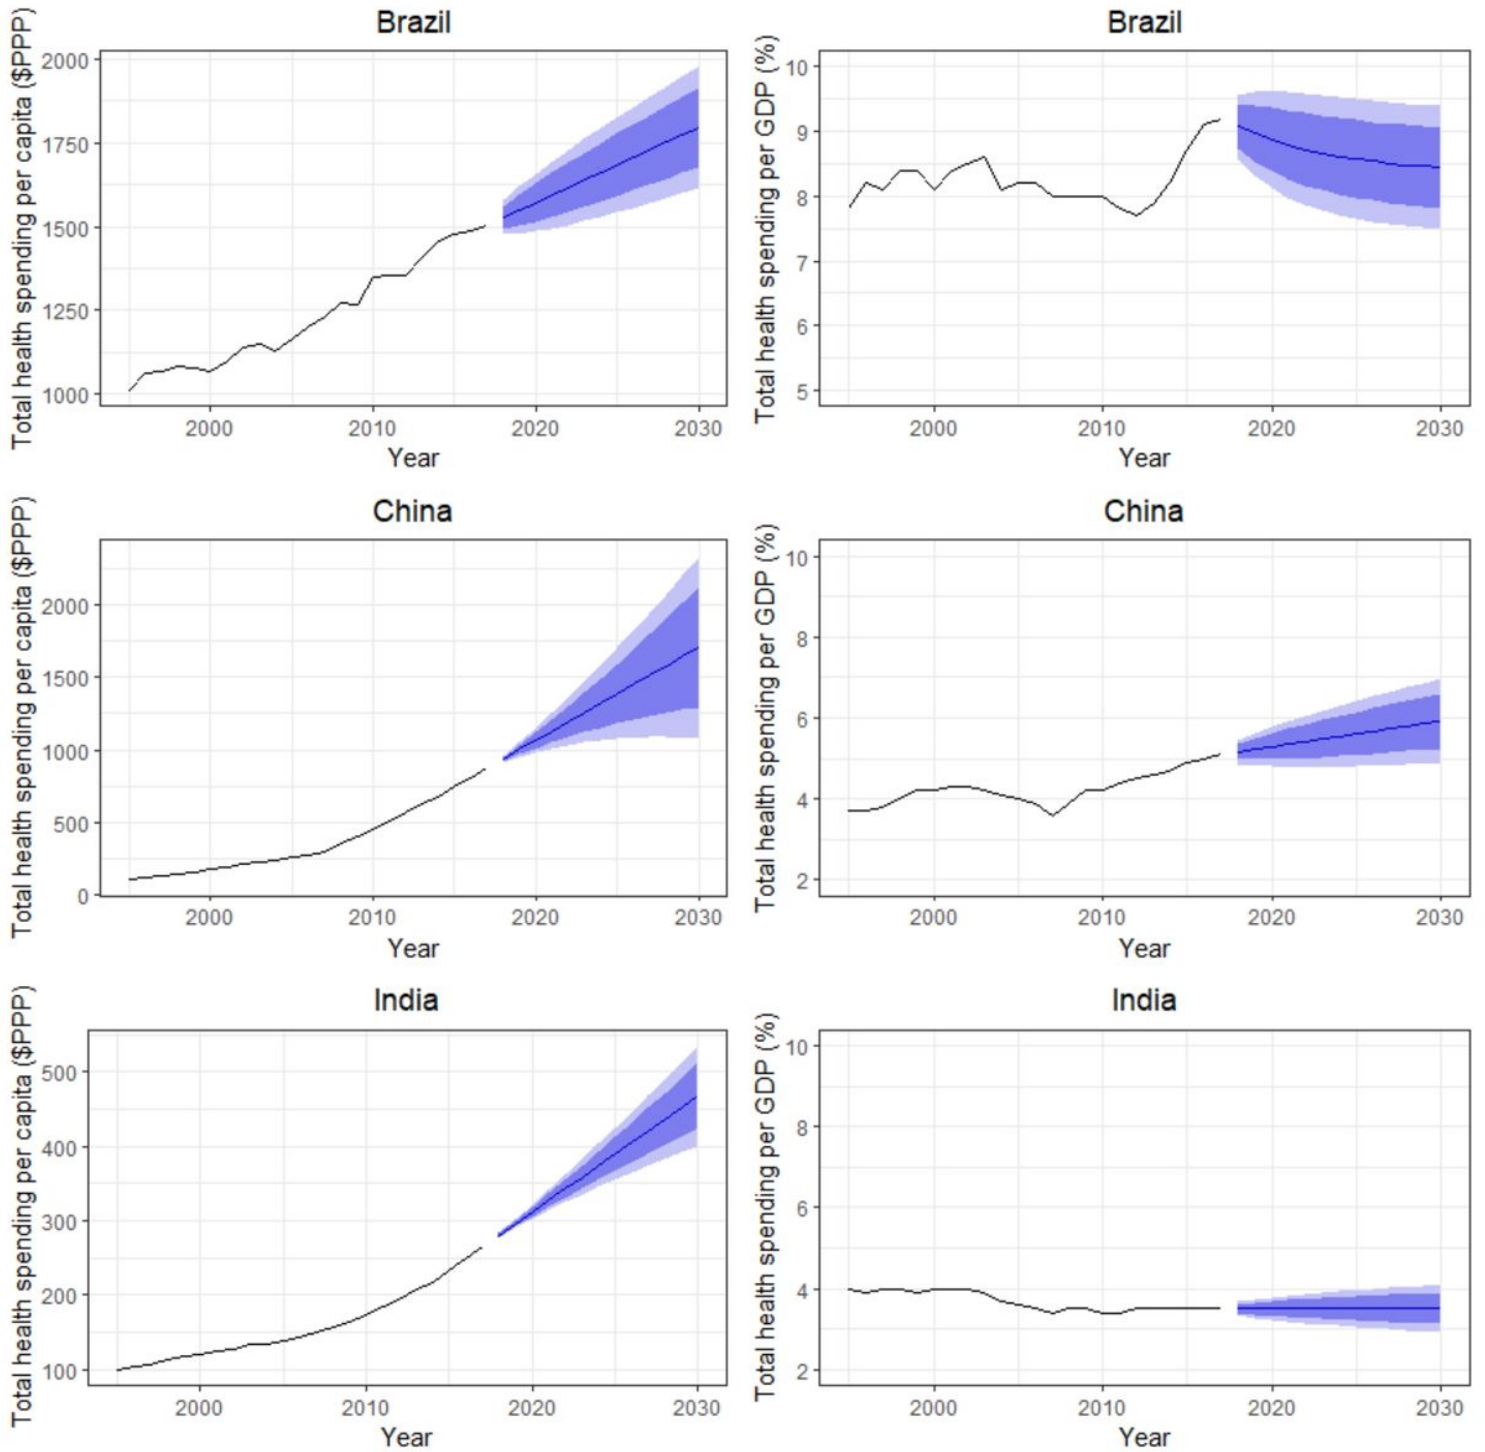 Brazil
Total health spending per capita ($PPP)
2000
1750
1500
1250
1000
2000 2010 2020 2030
Year
Brazil
Total health spending per GDP (%)
10
9
8
7
6
5
2000 2010 2020 2030
Year
China
Total health spending per capita ($PPP)
2000
1500
1000
500
0
2000 2010 2020 2030
Year
China
Total health spending per GDP (%)
10
8
6
4
2
2000 2010 2020 2030
Year
India
Total health spending per capita ($PPP)
500
400
300
200
100
2000 2010 2020 2030
Year
India
Total health spending per GDP (%)
10
8
6
4
2
2000 2010 2020 2030
Year